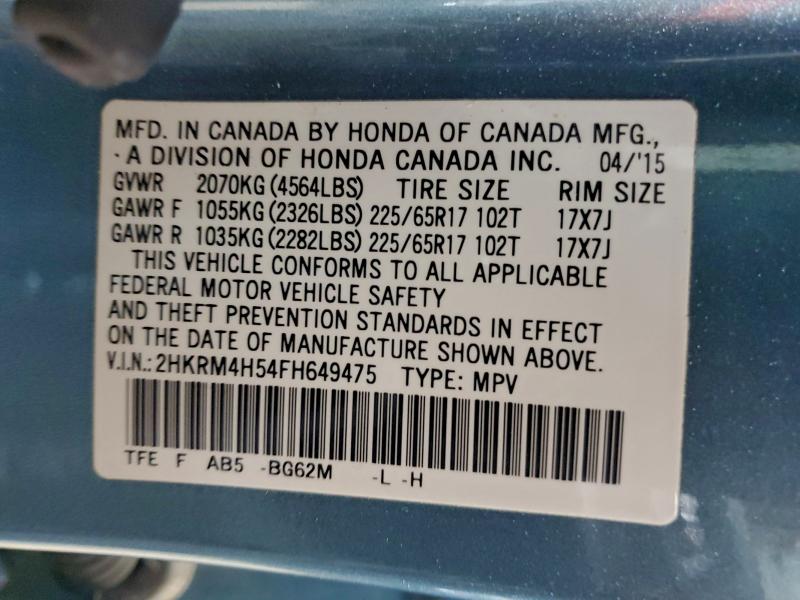 MFD. IN CANADA BY HONDA OF CANADA MFG.,
A DIVISION OF HONDA CANADA INC. 04/'15
GVWR 2070KG (4564LBS) TIRE SIZE RIM SIZE
GAWR F 1055KG (2326LBS) 225/65R17 102T 17X7J
GAWR R 1035KG (2282LBS) 225/65R17 102T 17X7J
THIS VEHICLE CONFORMS TO ALL APPLICABLE
FEDERAL MOTOR VEHICLE SAFETY
AND THEFT PREVENTION STANDARDS IN EFFECT
ON THE DATE OF MANUFACTURE SHOWN ABOVE.
V.I.N.: 2HKRM4H54FH649475 TYPE: MPV
TFE F AB5 -BG62M -L -H